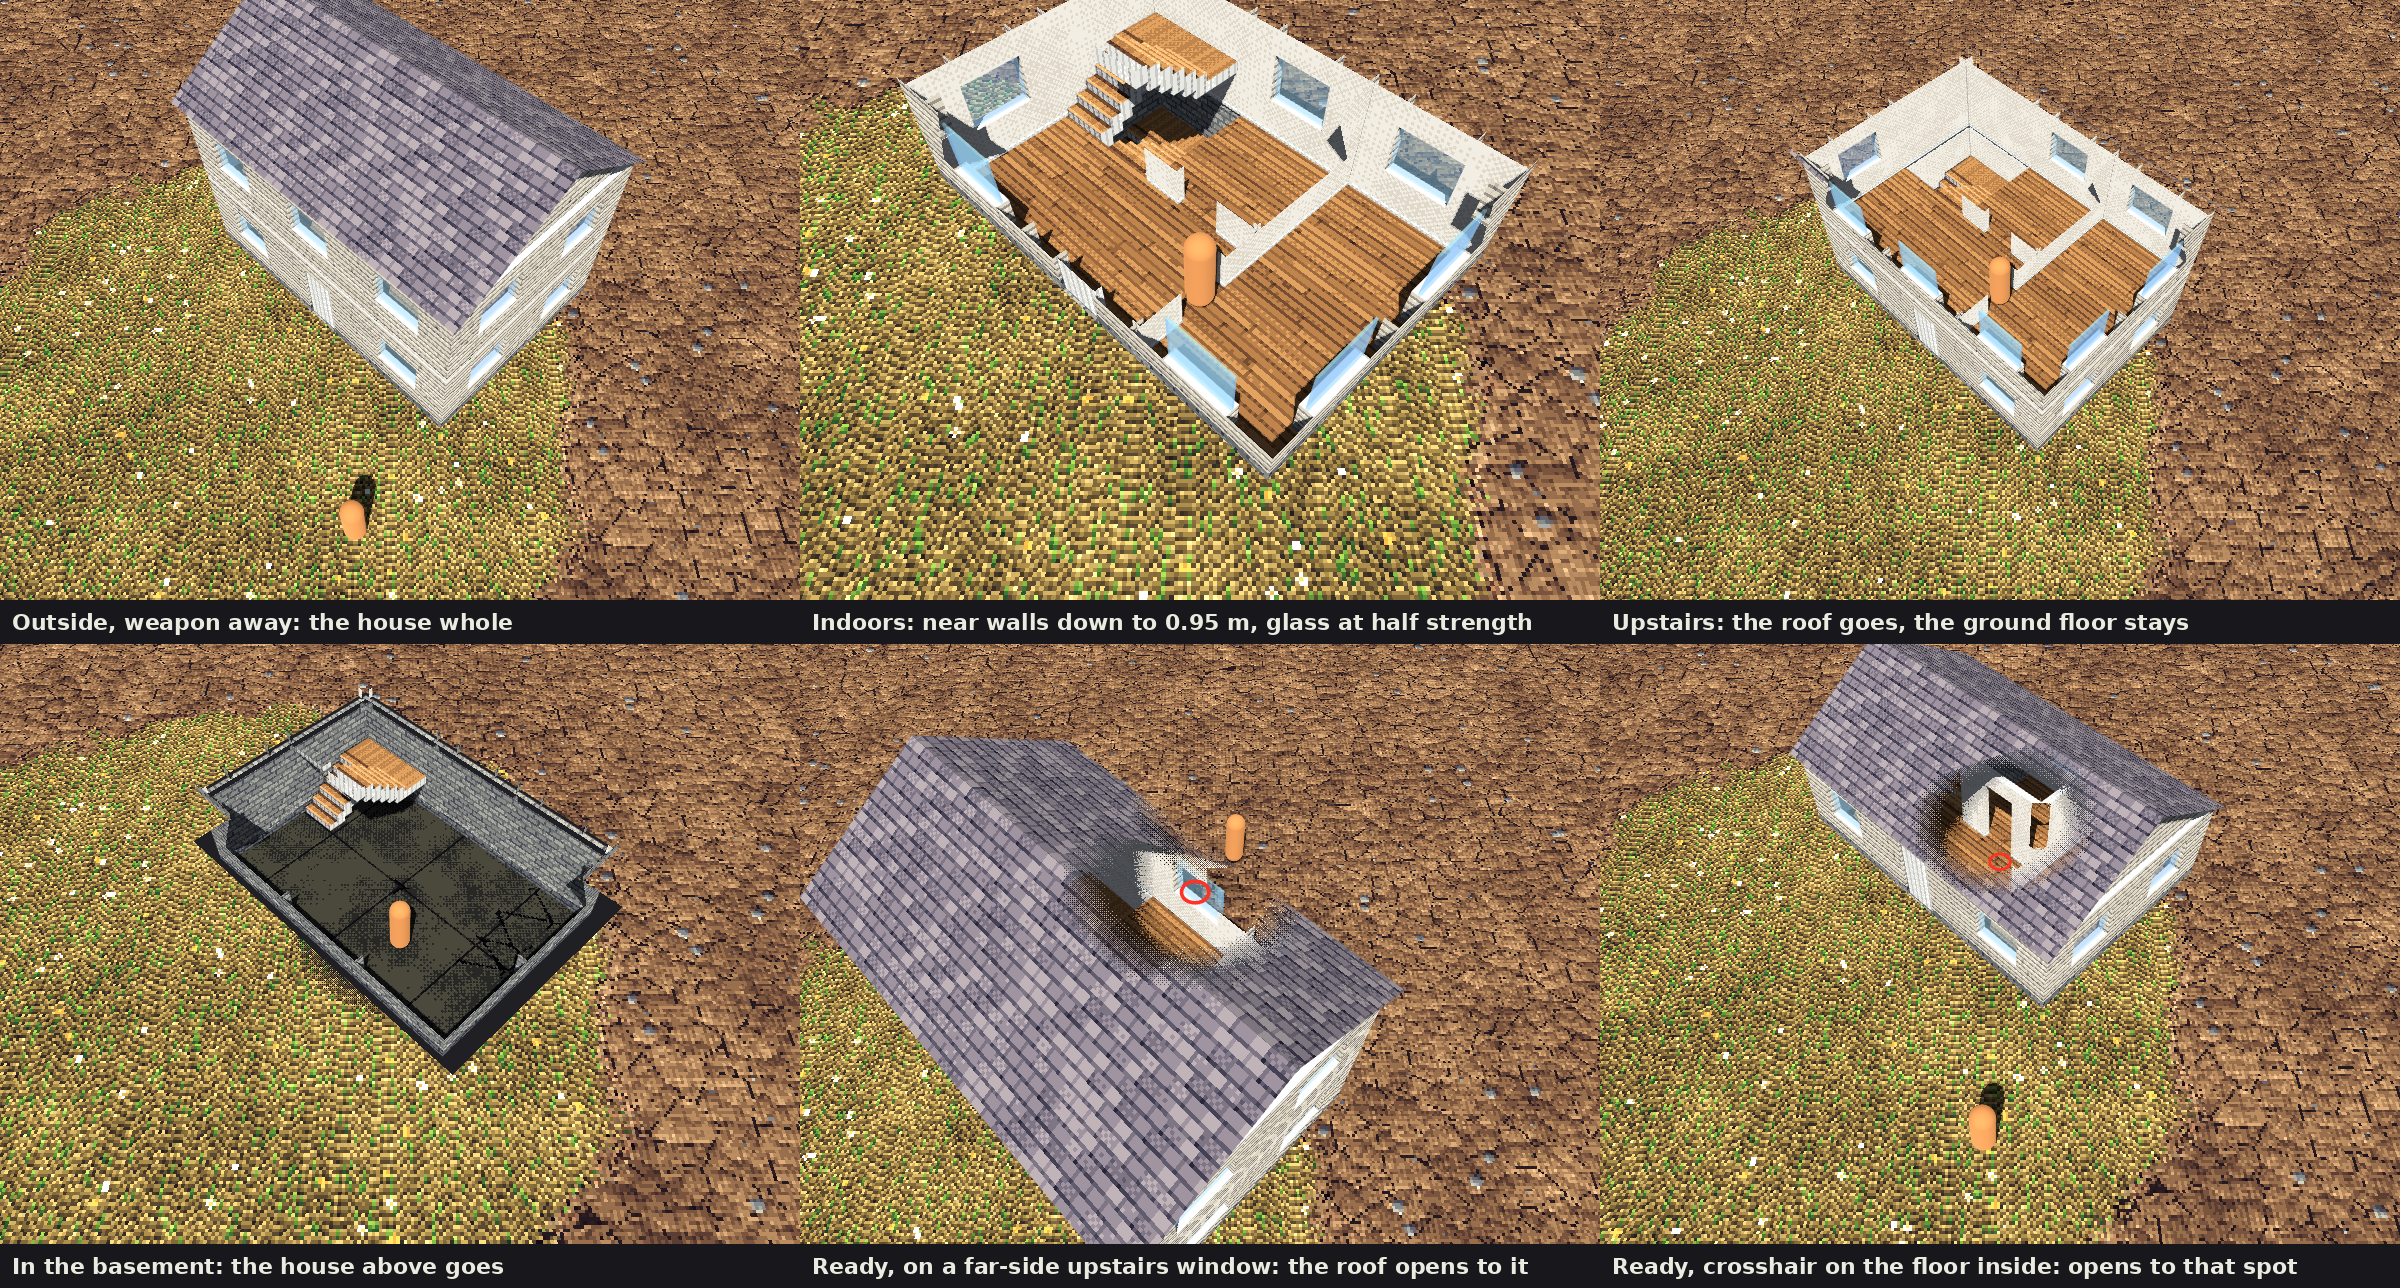 Outside, weapon away: the house whole
Indoors: near walls down to 0.95 m, glass at half strength
Upstairs: the roof goes, the ground floor stays
In the basement: the house above goes
Ready, on a far-side upstairs window: the roof opens to it
Ready, crosshair on the floor inside: opens to that spot